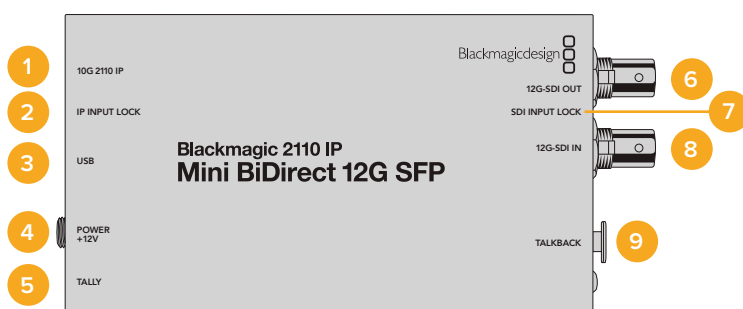 1
10G 2110 IP
2
IP INPUT LOCK
3
USB
4
POWER
+12V
5
TALLY
Blackmagic 2110 IP
Mini BiDirect 12G SFP
Blackmagicdesign
12G-SDI OUT
6
SDI INPUT LOCK
7
12G-SDI IN
8
TALKBACK
9